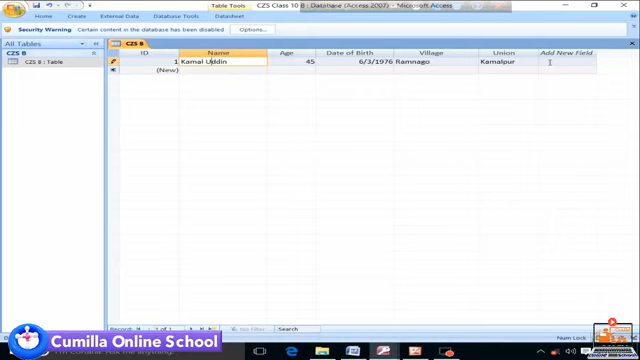 Table Tools CZS Class 10 B : Database (Access 2007) - Microsoft Access
Home Create External Data Database Tools Datasheet
Security Warning Certain content in the database has been disabled Options...
All Tables
CZS B
CZS B
CZS B : Table
ID Name Age Date of Birth Village Union Add New Field
1 Kamal Uddin 45 6/3/1976 Ramnago Kamalpur
(New)
Record: 1 of 1 No Filter Search
Num Lock
Cumilla Online School